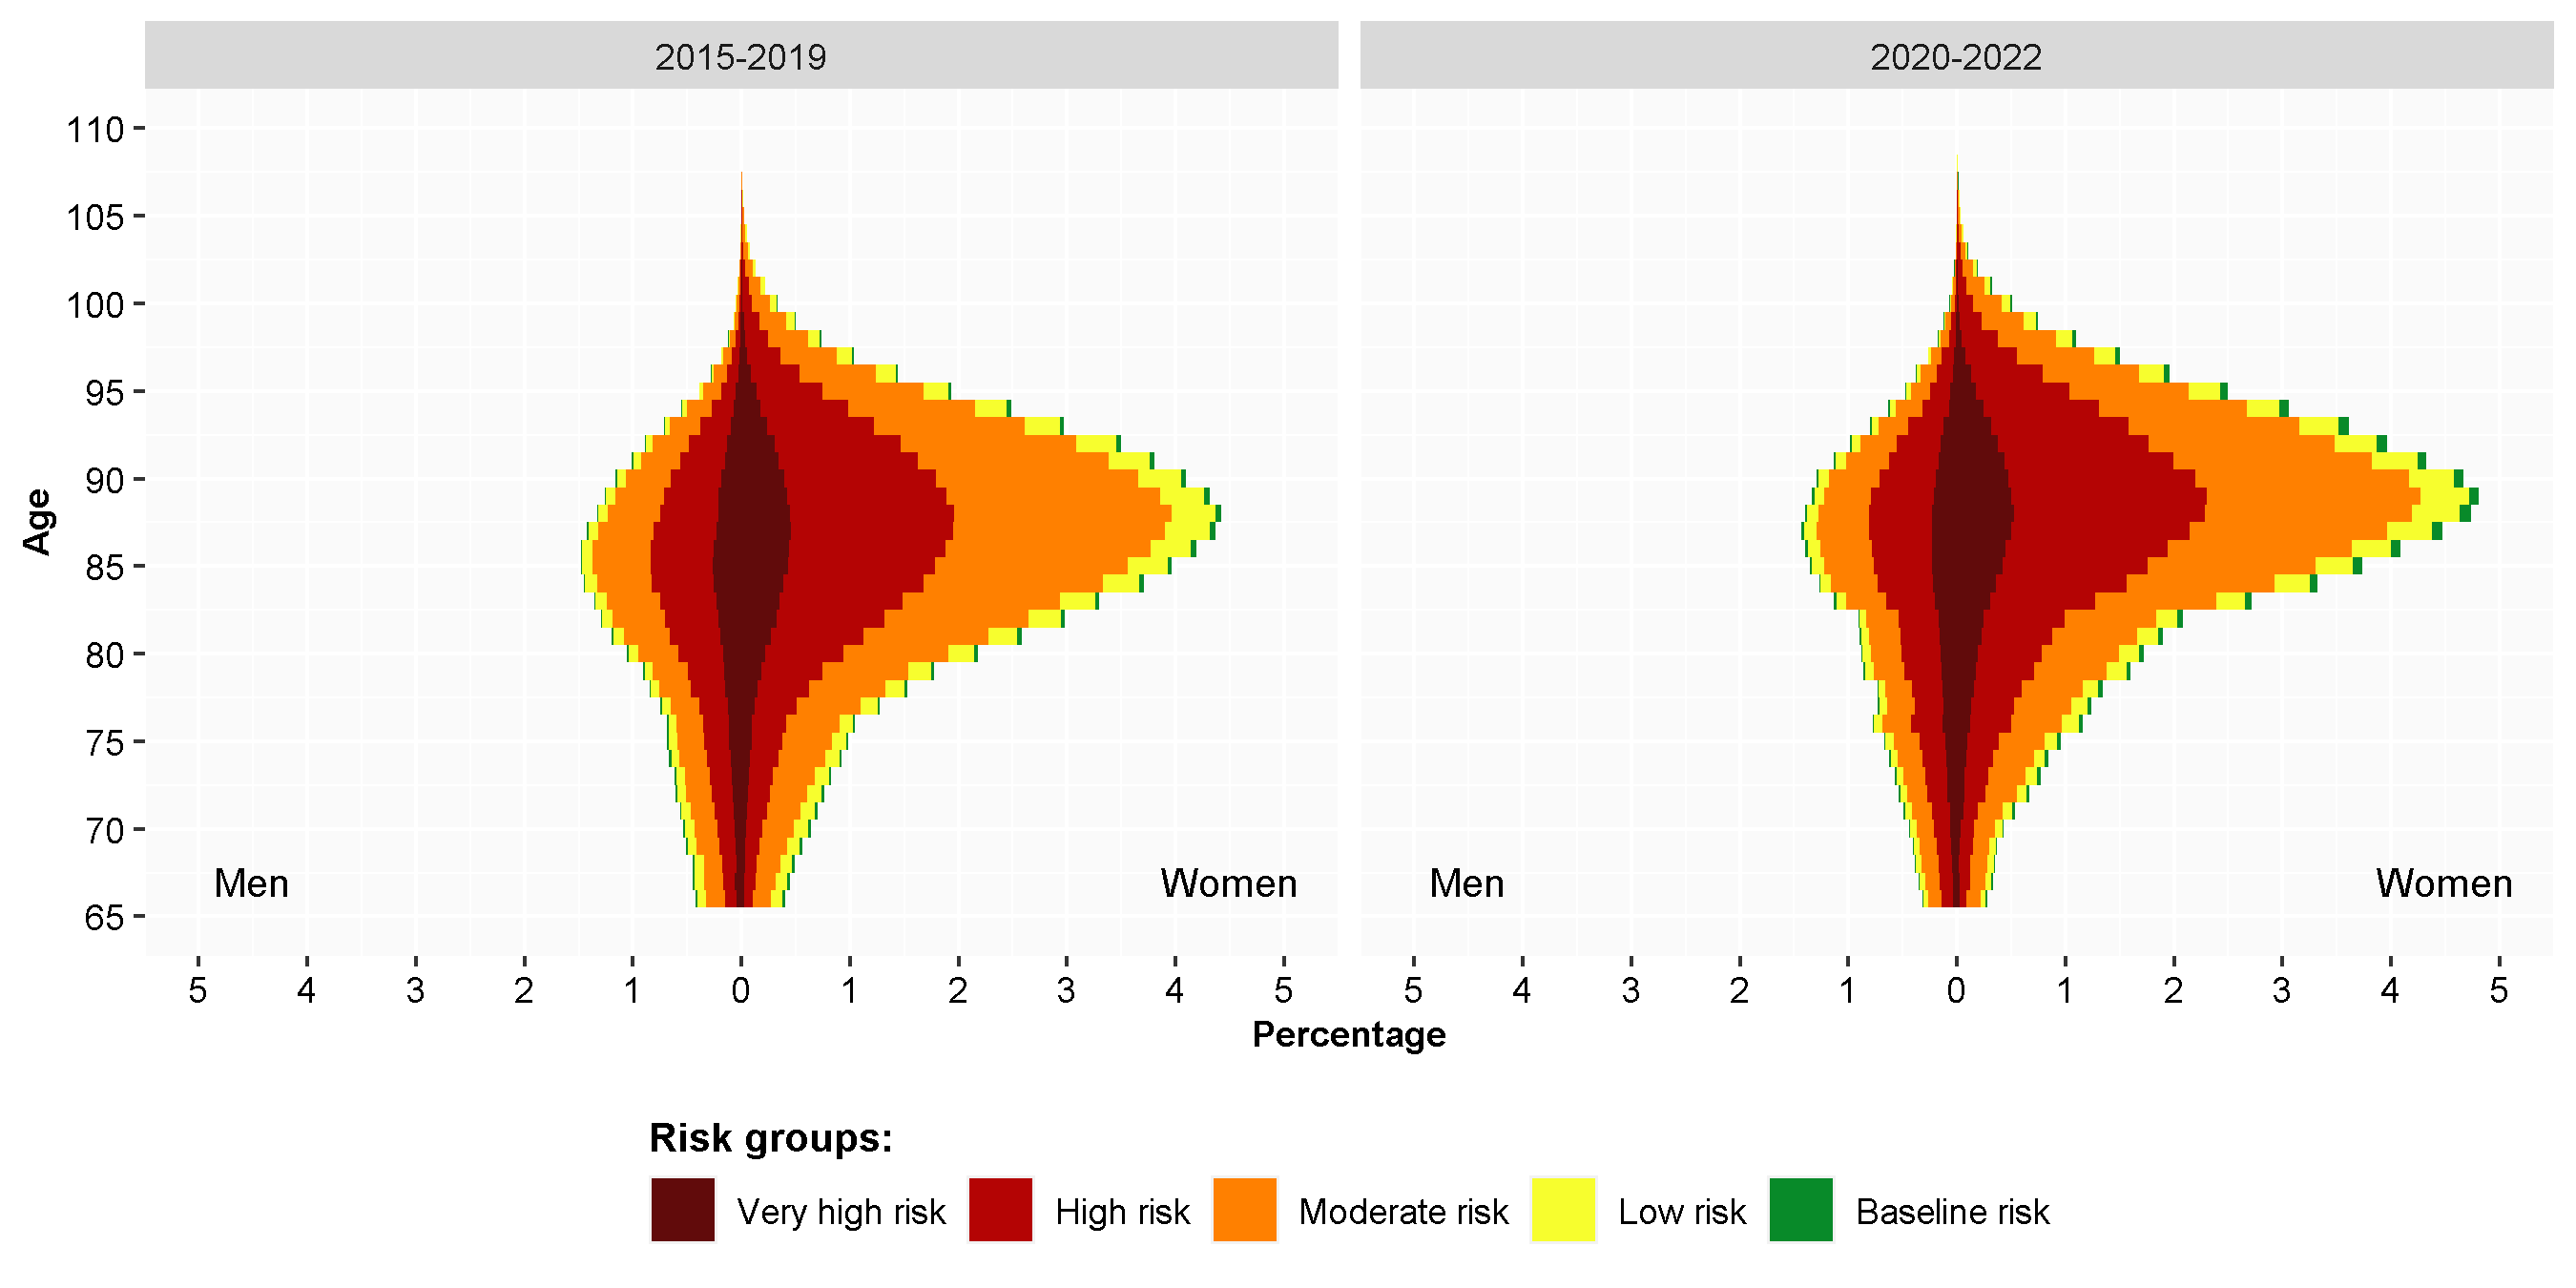 2015-2019
2020-2022
110
105
100
95
90
85
80
75
70
65
Age
Men
Women
Men
Women
5 4 3 2 1 0 1 2 3 4 5
5 4 3 2 1 0 1 2 3 4 5
Percentage
Risk groups:
Very high risk High risk Moderate risk Low risk Baseline risk